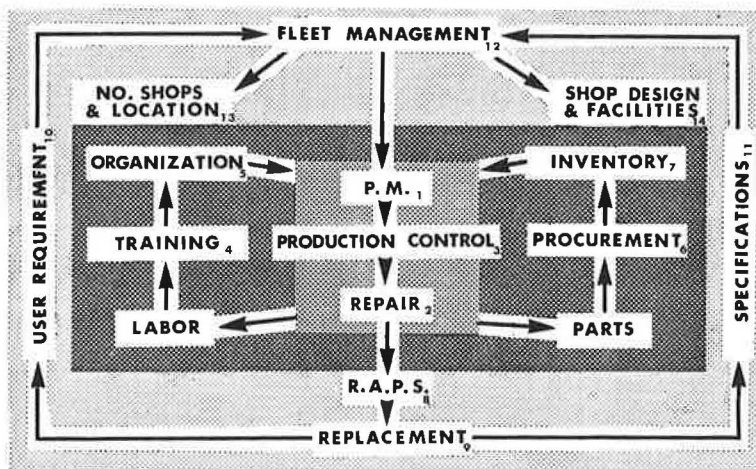 FLEET MANAGEMENT12
NO. SHOPS
& LOCATION13
SHOP DESIGN
& FACILITIES14
USER REQUIREMENT10
SPECIFICATIONS11
ORGANIZATION5
P. M. 1
INVENTORY7
TRAINING4
PRODUCTION CONTROL3
PROCUREMENT6
LABOR
REPAIR2
PARTS
R.A.P.S.8
REPLACEMENT9